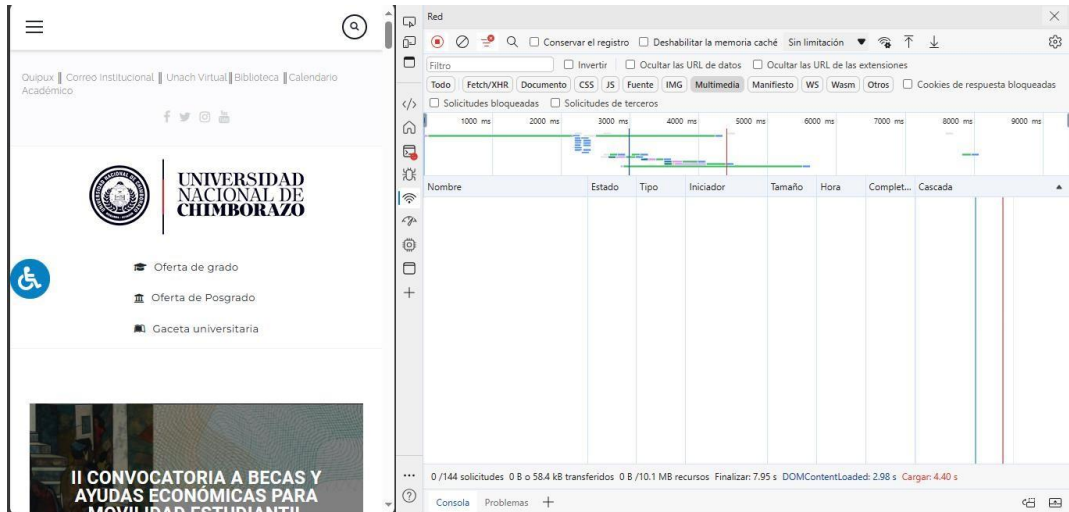 Quipux ‖ Correo Institucional ‖ Unach Virtual‖Biblioteca ‖Calendario
Académico
UNIVERSIDAD
NACIONAL DE
CHIMBORAZO
Oferta de grado
Oferta de Posgrado
Gaceta universitaria
II CONVOCATORIA A BECAS Y
AYUDAS ECONÓMICAS PARA
MOVILIDAD ESTUDIANTIL
Red
Conservar el registro Deshabilitar la memoria caché Sin limitación
Filtro Invertir Ocultar las URL de datos Ocultar las URL de las extensiones
Todo Fetch/XHR Documento CSS JS Fuente IMG Multimedia Manifiesto WS Wasm Otros Cookies de respuesta bloqueadas
Solicitudes bloqueadas Solicitudes de terceros
1000 ms 2000 ms 3000 ms 4000 ms 5000 ms 6000 ms 7000 ms 8000 ms 9000 ms
Nombre Estado Tipo Iniciador Tamaño Hora Complet... Cascada
0 /144 solicitudes 0 B o 58.4 kB transferidos 0 B /10.1 MB recursos Finalizar: 7.95 s DOMContentLoaded: 2.98 s Cargar: 4.40 s
Consola Problemas